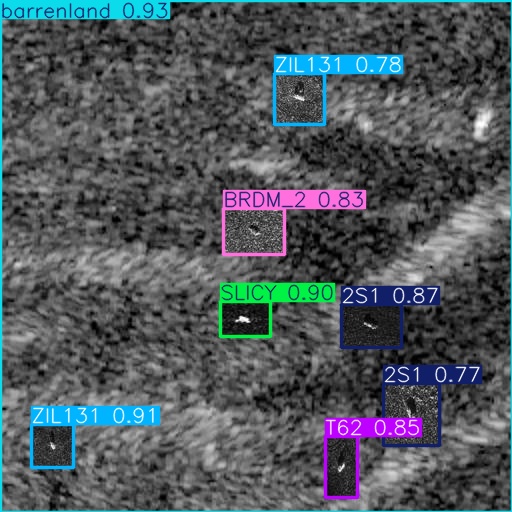 barrenland 0.93
ZIL131 0.78
BRDM_2 0.83
SLICY 0.90
2S1 0.87
2S1 0.77
ZIL131 0.91
T62 0.85